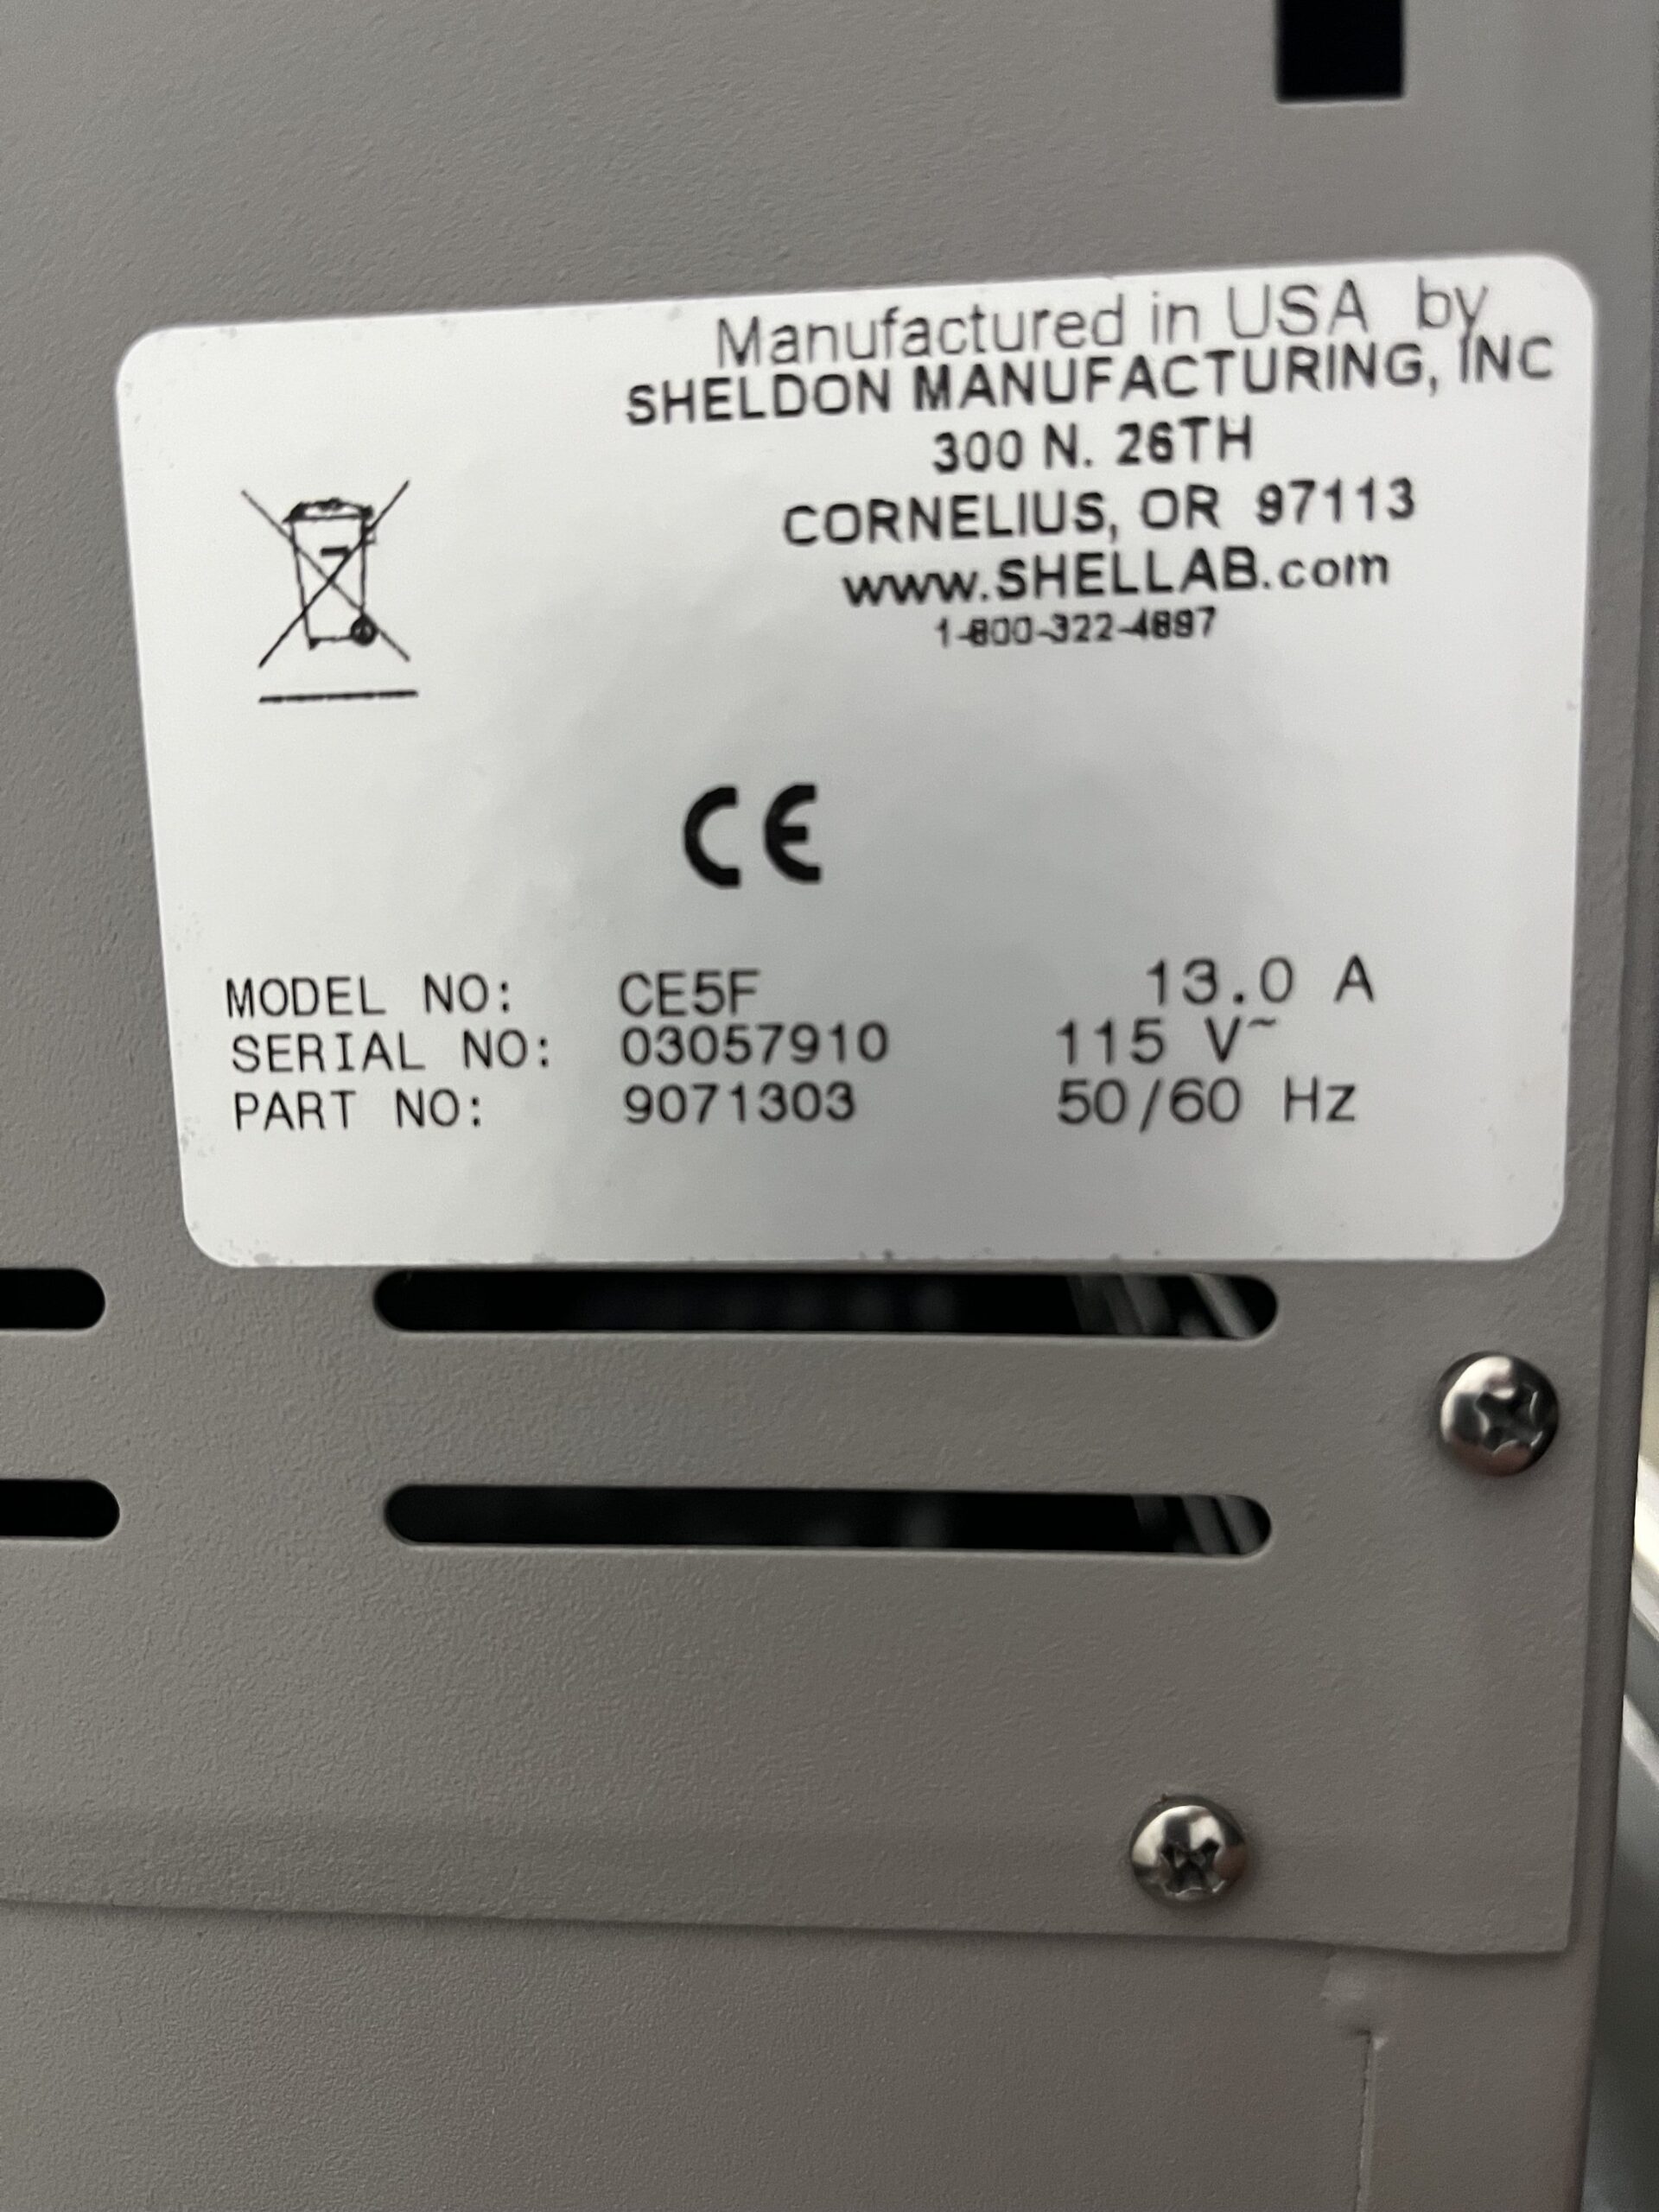 Manufactured in USA by
SHELDON MANUFACTURING, INC
300 N. 26TH
CORNELIUS, OR 97113
www.SHELLAB.com
1-800-322-4897
CE
MODEL NO: CE5F 13.0 A
SERIAL NO: 03057910 115 V~
PART NO: 9071303 50/60 Hz